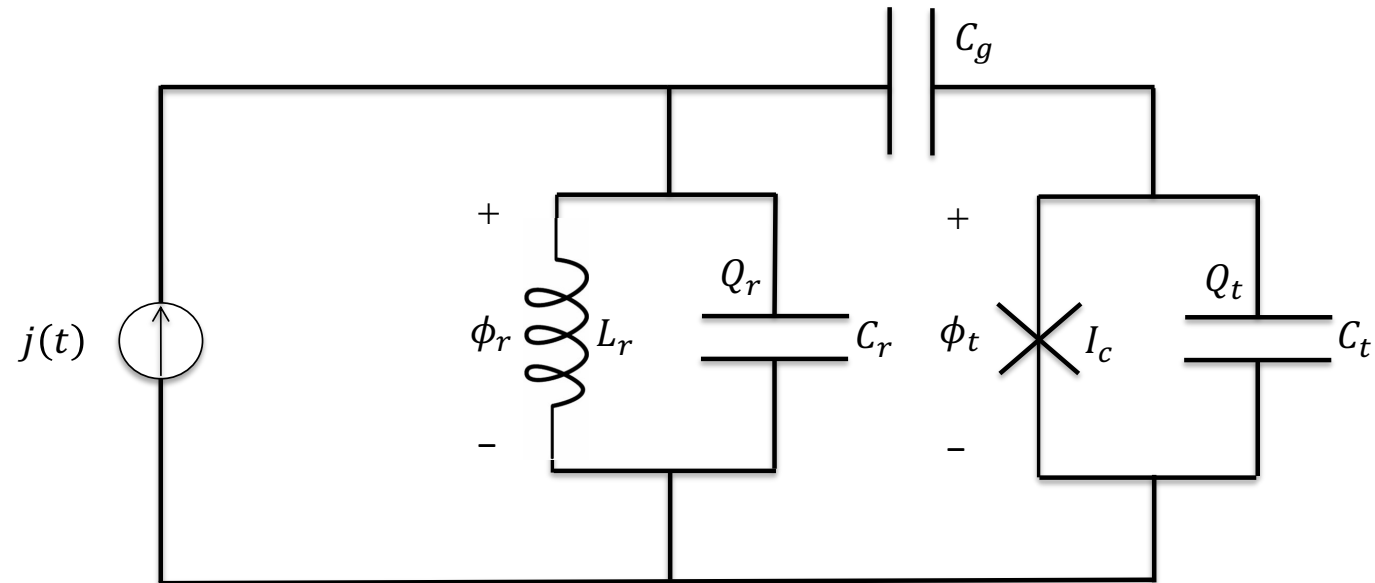 C_g
+
+
Q_r
Q_t
j(t)
ϕ_r
L_r
C_r
ϕ_t
I_c
C_t
−
−